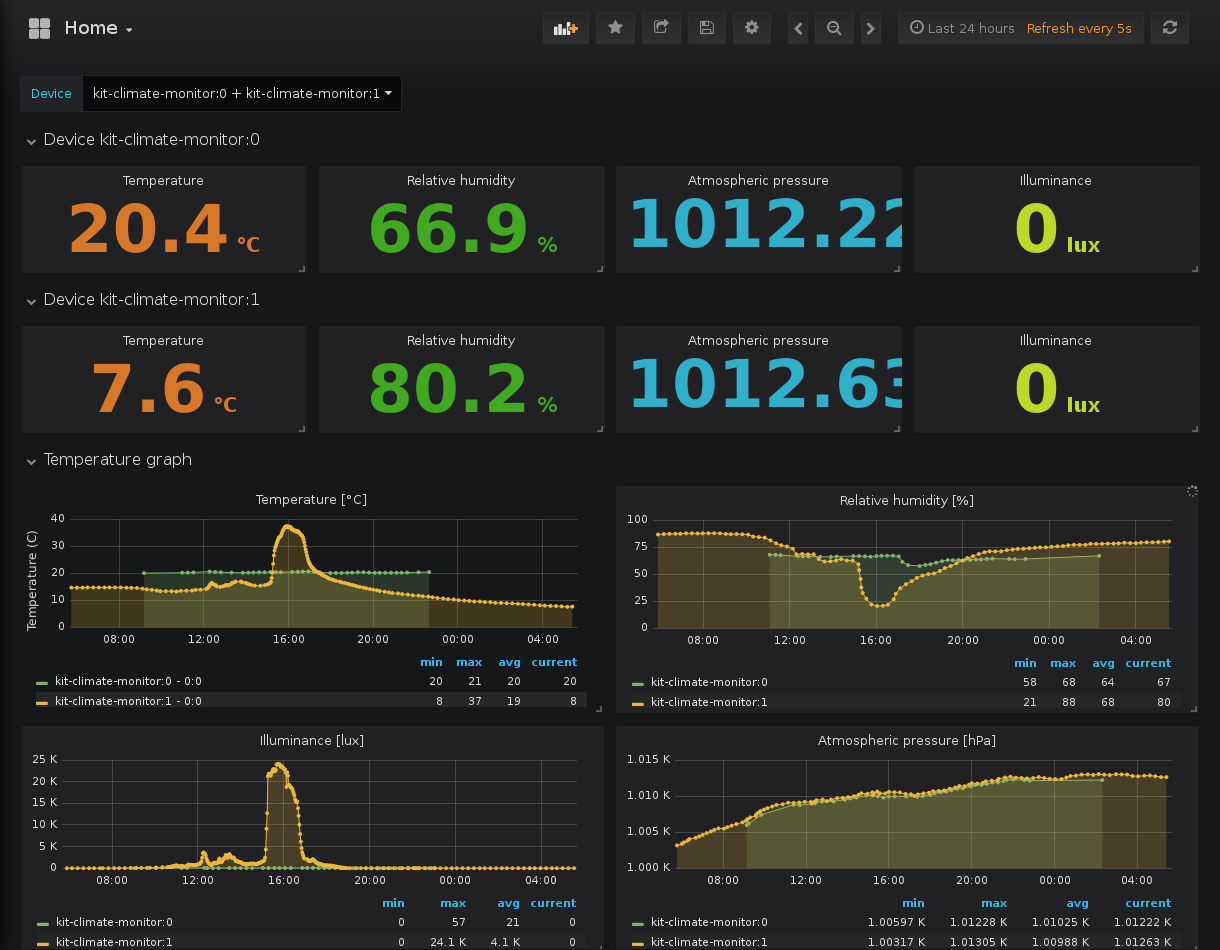 Home
Last 24 hours Refresh every 5s
Device kit-climate-monitor:0 + kit-climate-monitor:1
Device kit-climate-monitor:0
Temperature Relative humidity Atmospheric pressure Illuminance
20.4 °C 66.9 % 1012.22 0 lux
Device kit-climate-monitor:1
Temperature Relative humidity Atmospheric pressure Illuminance
7.6 °C 80.2 % 1012.63 0 lux
Temperature graph
Temperature [°C]
Temperature (C)
40
30
20
10
0
08:00 12:00 16:00 20:00 00:00 04:00
min max avg current
kit-climate-monitor:0 - 0:0 20 21 20 20
kit-climate-monitor:1 - 0:0 8 37 19 8
Relative humidity [%]
100
75
50
25
0
08:00 12:00 16:00 20:00 00:00 04:00
min max avg current
kit-climate-monitor:0 58 68 64 67
kit-climate-monitor:1 21 88 68 80
Illuminance [lux]
25 K
20 K
15 K
10 K
5 K
0
08:00 12:00 16:00 20:00 00:00 04:00
min max avg current
kit-climate-monitor:0 0 57 21 0
kit-climate-monitor:1 0 24.1 K 4.1 K 0
Atmospheric pressure [hPa]
1.015 K
1.010 K
1.005 K
1.000 K
08:00 12:00 16:00 20:00 00:00 04:00
min max avg current
kit-climate-monitor:0 1.00597 K 1.01228 K 1.01025 K 1.01222 K
kit-climate-monitor:1 1.00317 K 1.01305 K 1.00988 K 1.01263 K